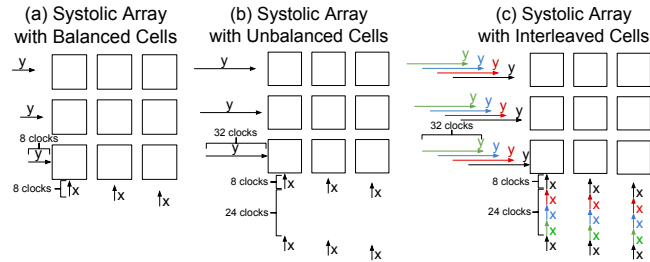 (a) Systolic Array
with Balanced Cells
y
y
8 clocks
y
8 clocks
x
x
x
(b) Systolic Array
with Unbalanced Cells
y
y
32 clocks
y
8 clocks
x
x
x
24 clocks
x
x
x
(c) Systolic Array
with Interleaved Cells
y
y
y
y
y
y
y
y
32 clocks
y
y
y
y
8 clocks
x
x
x
24 clocks
x
x
x
x
x
x
x
x
x
x
x
x